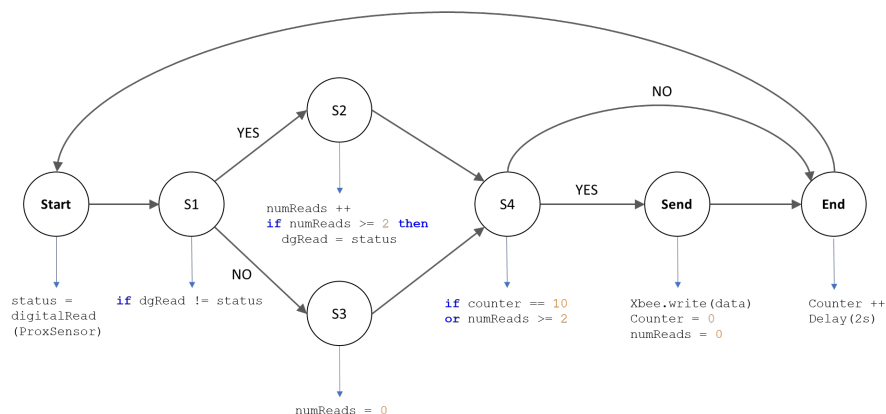 NO
S2
YES
Start
S1
S4
YES
Send
End
numReads ++
if numReads >= 2 then
dgRead = status
NO
status =
digitalRead
(ProxSensor)
if dgRead != status
S3
if counter == 10
or numReads >= 2
Xbee.write(data)
Counter = 0
numReads = 0
Counter ++
Delay(2s)
numReads = 0